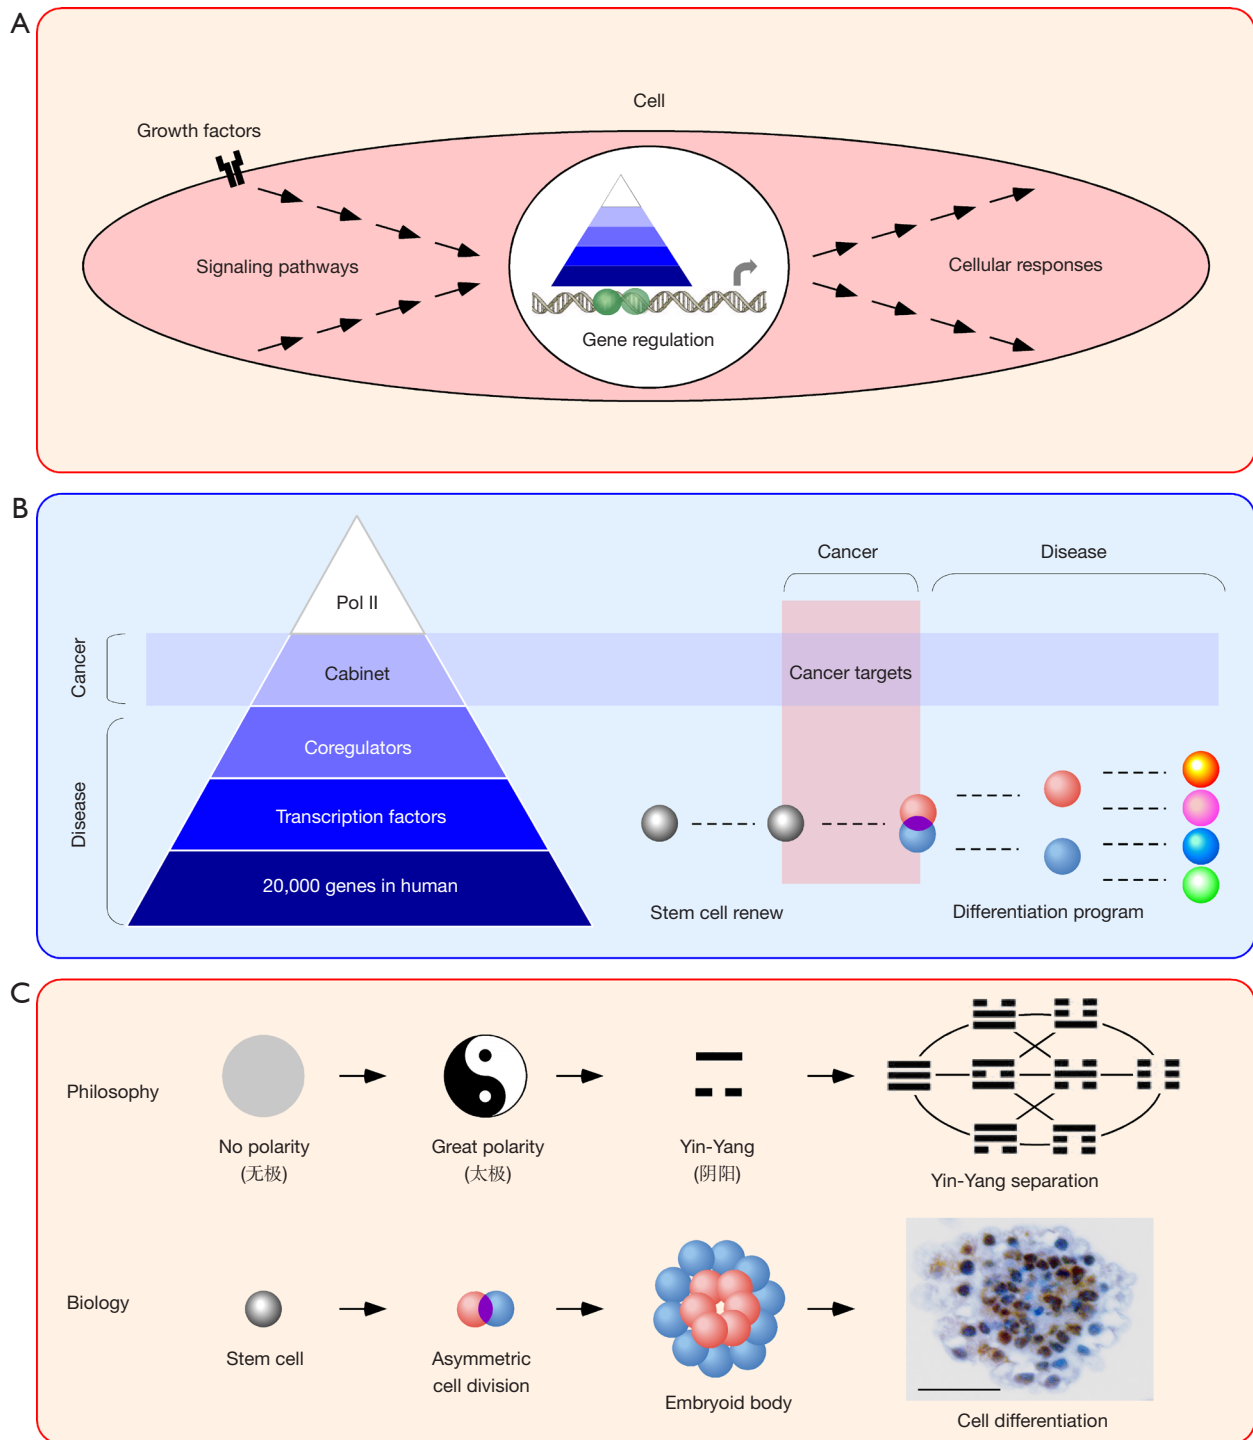 A
Cell
Growth factors
Signaling pathways
Cellular responses
Gene regulation
B
Cancer
Disease
Pol II
Cancer
Cabinet
Cancer targets
Coregulators
Disease
Transcription factors
20,000 genes in human
Stem cell renew
Differentiation program
C
Philosophy
No polarity
(无极)
Great polarity
(太极)
Yin-Yang
(阴阳)
Yin-Yang separation
Biology
Stem cell
Asymmetric
cell division
Embryoid body
Cell differentiation